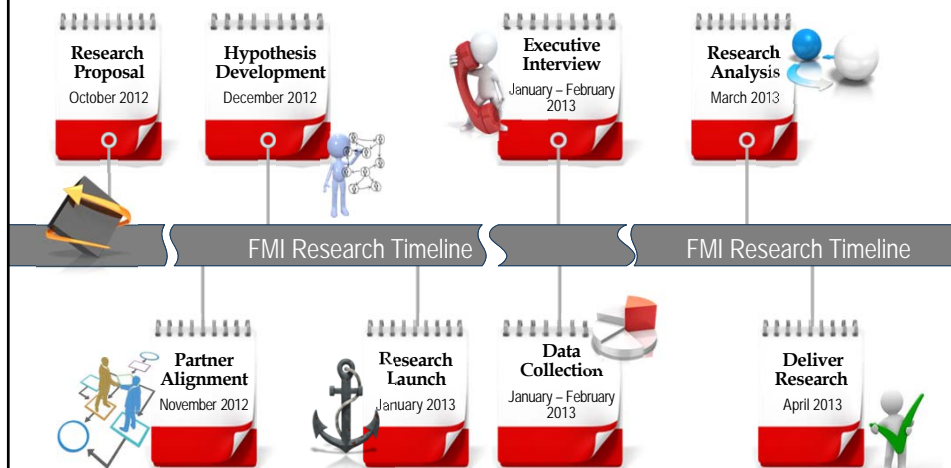 Research
Proposal
October 2012
Hypothesis
Development
December 2012
Executive
Interview
January – February
2013
Research
Analysis
March 2013
FMI Research Timeline
FMI Research Timeline
Partner
Alignment
November 2012
Research
Launch
January 2013
Data
Collection
January – February
2013
Deliver
Research
April 2013